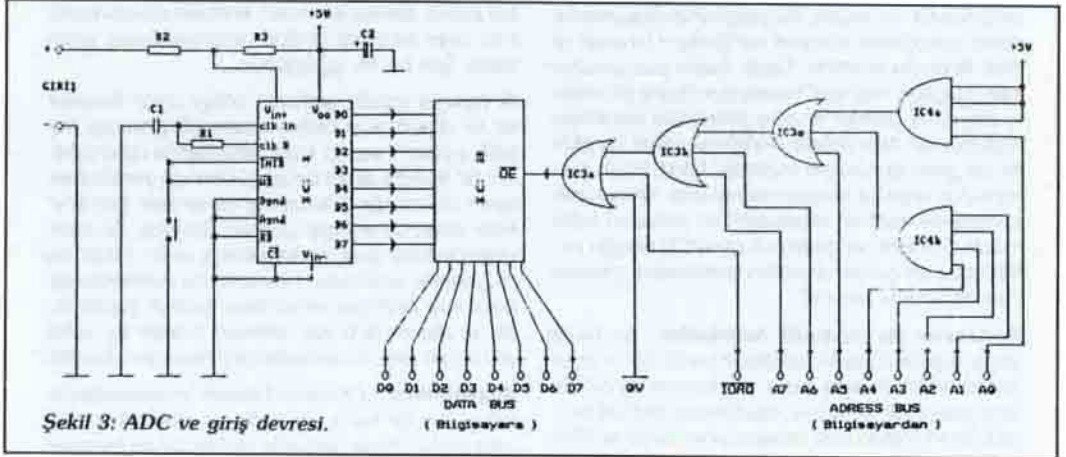 +5V
R2
R3
C2
+
+5V
+
GIRIŞ
C1
R1
-
Vin+
clk in
clk R
INTR
WR
Dgnd
Agnd
RD
CS
Vin-
D0
D1
D2
D3
D4
D5
D6
D7
OE
IC3a
IC3b
IC4a
IC4b
D0 D1 D2 D3 D4 D5 D6 D7
DATA BUS
( Bilgisayara )
0V
IORQ A7 A6 A5 A4 A3 A2 A1 A0
ADRESS BUS
( Bilgisayardan )
Şekil 3: ADC ve giriş devresi.